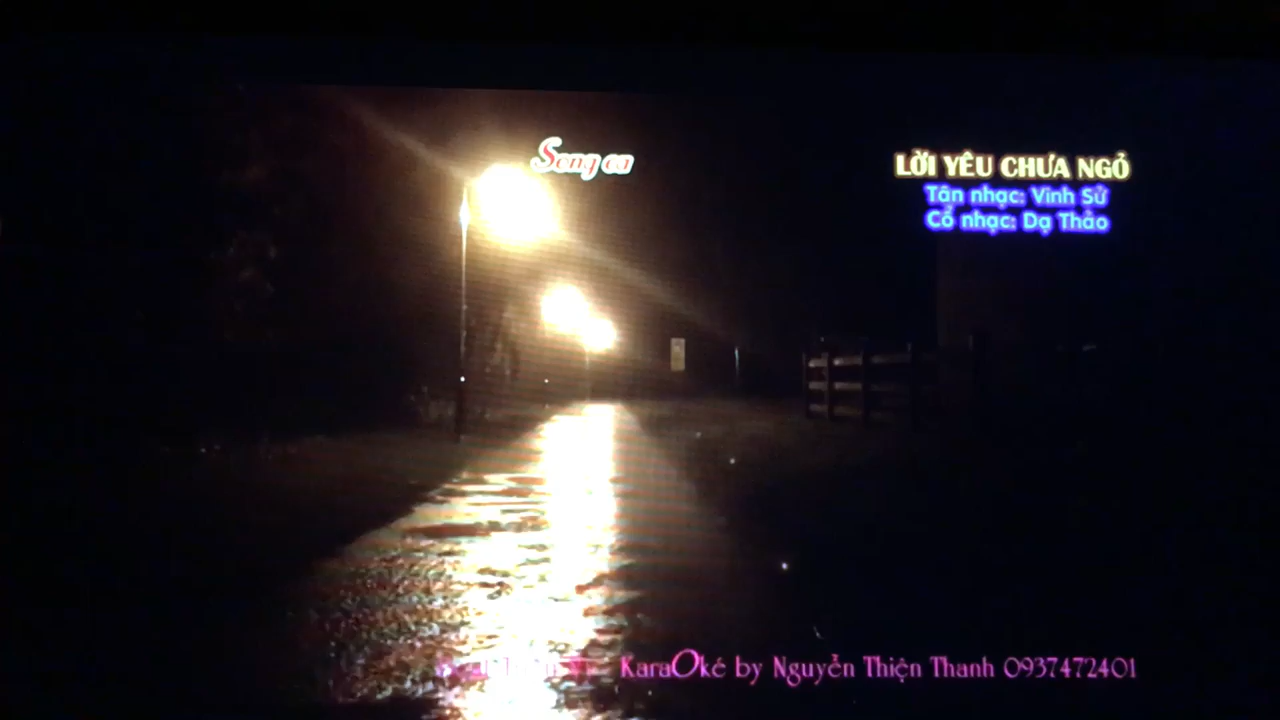 Song ca
LỜI YÊU CHƯA NGỎ
Tân nhạc: Vinh Sử
Cổ nhạc: Dạ Thảo
KaraOké by Nguyễn Thiện Thanh 0937472401